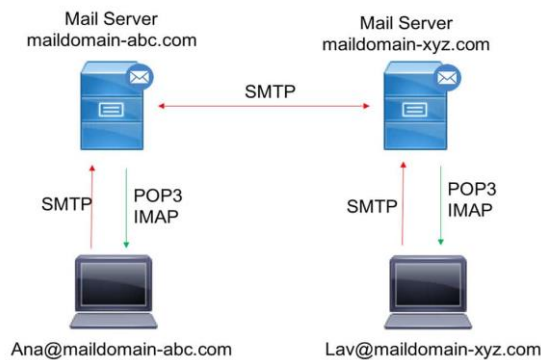 Mail Server
maildomain-abc.com
Mail Server
maildomain-xyz.com
SMTP
SMTP
POP3
IMAP
SMTP
POP3
IMAP
Ana@maildomain-abc.com
Lav@maildomain-xyz.com